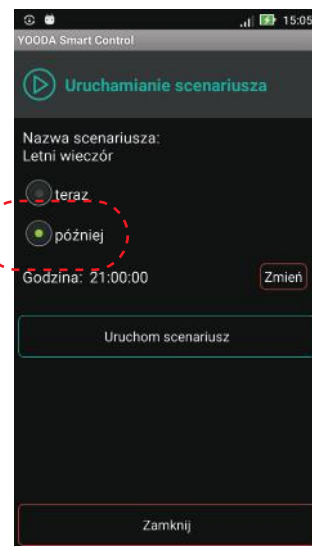 15:05
YOODA Smart Control
Uruchamianie scenariusza
Nazwa scenariusza:
Letni wieczór
teraz
później
Godzina: 21:00:00 Zmień
Uruchom scenariusz
Zamknij